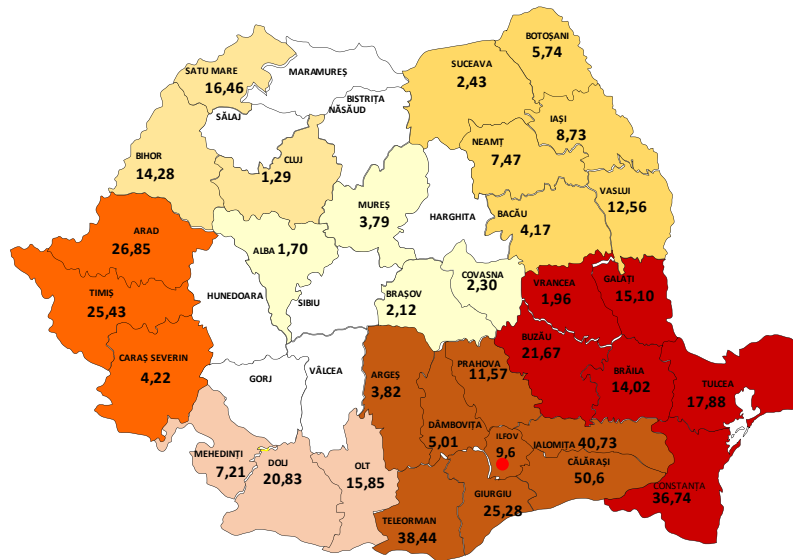 BOTOȘANI
5,74
SUCEAVA
2,43
SATU MARE
16,46
MARAMUREȘ
BISTRIȚA
NĂSĂUD
SĂLAJ
IAȘI
8,73
NEAMȚ
7,47
BIHOR
14,28
CLUJ
1,29
VASLUI
12,56
MUREȘ
3,79
HARGHITA
BACĂU
4,17
ARAD
26,85
ALBA 1,70
COVASNA
2,30
VRANCEA
1,96
GALAȚI
15,10
TIMIȘ
25,43
HUNEDOARA
SIBIU
BRAȘOV
2,12
BUZĂU
21,67
CARAȘ SEVERIN
4,22
GORJ
VÂLCEA
ARGEȘ
3,82
PRAHOVA
11,57
BRĂILA
14,02
TULCEA
17,88
DÂMBOVIȚA
5,01
ILFOV
9,6
IALOMIȚA 40,73
MEHEDINȚI
7,21
DOLJ
20,83
OLT
15,85
CĂLĂRAȘI
50,6
CONSTANȚA
36,74
GIURGIU
25,28
TELEORMAN
38,44